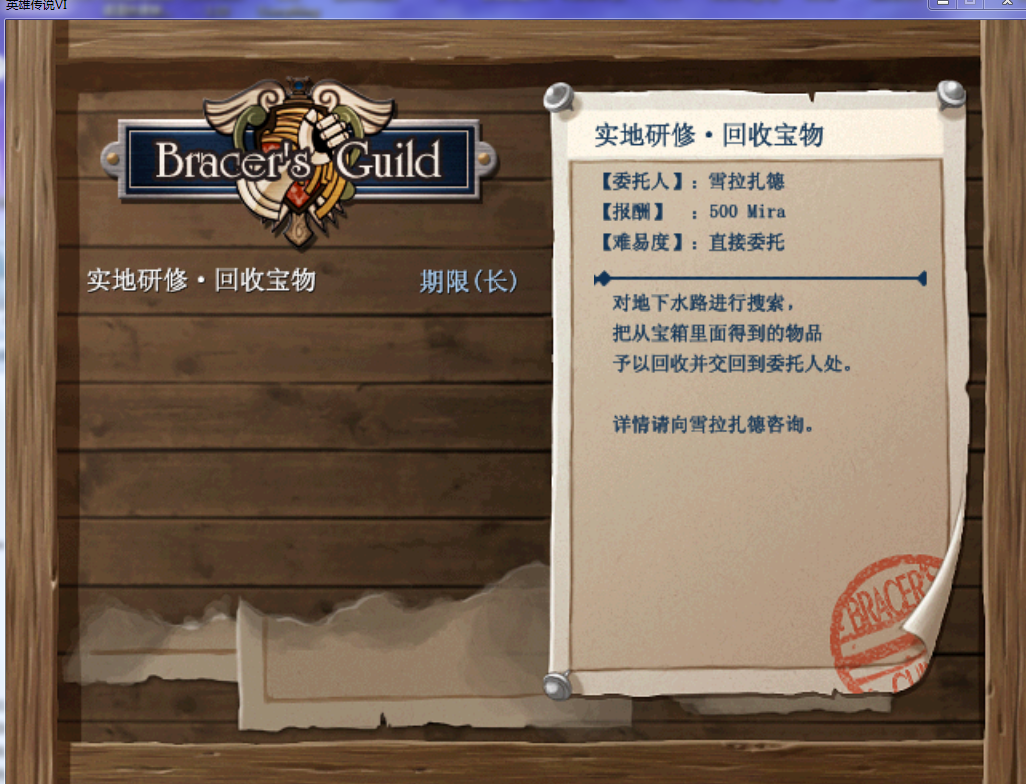 英雄传说VI
Bracer's Guild
实地研修·回收宝物 期限(长)
实地研修·回收宝物
【委托人】：雪拉扎德
【报酬】 ：500 Mira
【难易度】：直接委托
对地下水路进行搜索，
把从宝箱里面得到的物品
予以回收并交回到委托人处。
详情请向雪拉扎德咨询。
BRACER'S
GUI